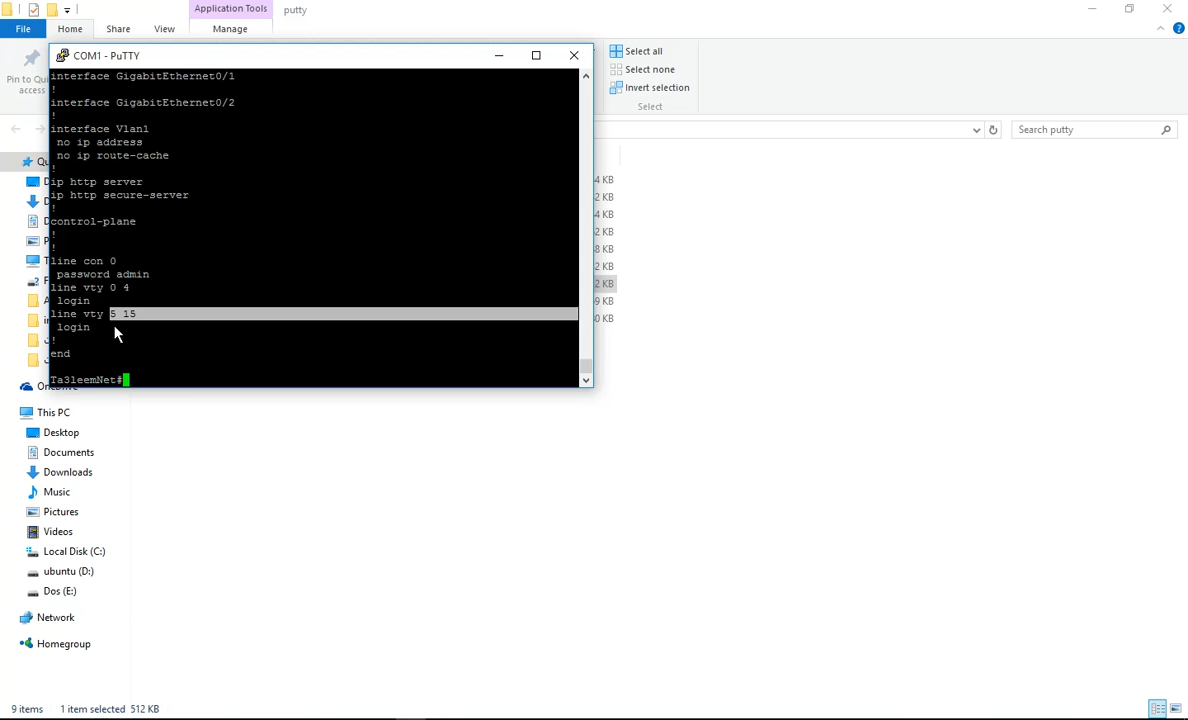 Application Tools
putty
File
Home
Share
View
Manage
COM1 - PuTTY
Pin to
access
Select all
Select none
Invert selection
Select
Search putty
interface GigabitEthernet0/1
!
interface GigabitEthernet0/2
!
interface Vlan1
no ip address
no ip route-cache
!
ip http server
ip http secure-server
!
control-plane
!
!
line con 0
password admin
line vty 0 4
login
line vty 5 15
login
!
end
Ta3leemNet#
4 KB
2 KB
4 KB
2 KB
8 KB
2 KB
2 KB
9 KB
0 KB
This PC
Desktop
Documents
Downloads
Music
Pictures
Videos
Local Disk (C:)
ubuntu (D:)
Dos (E:)
Network
Homegroup
9 items
1 item selected 512 KB